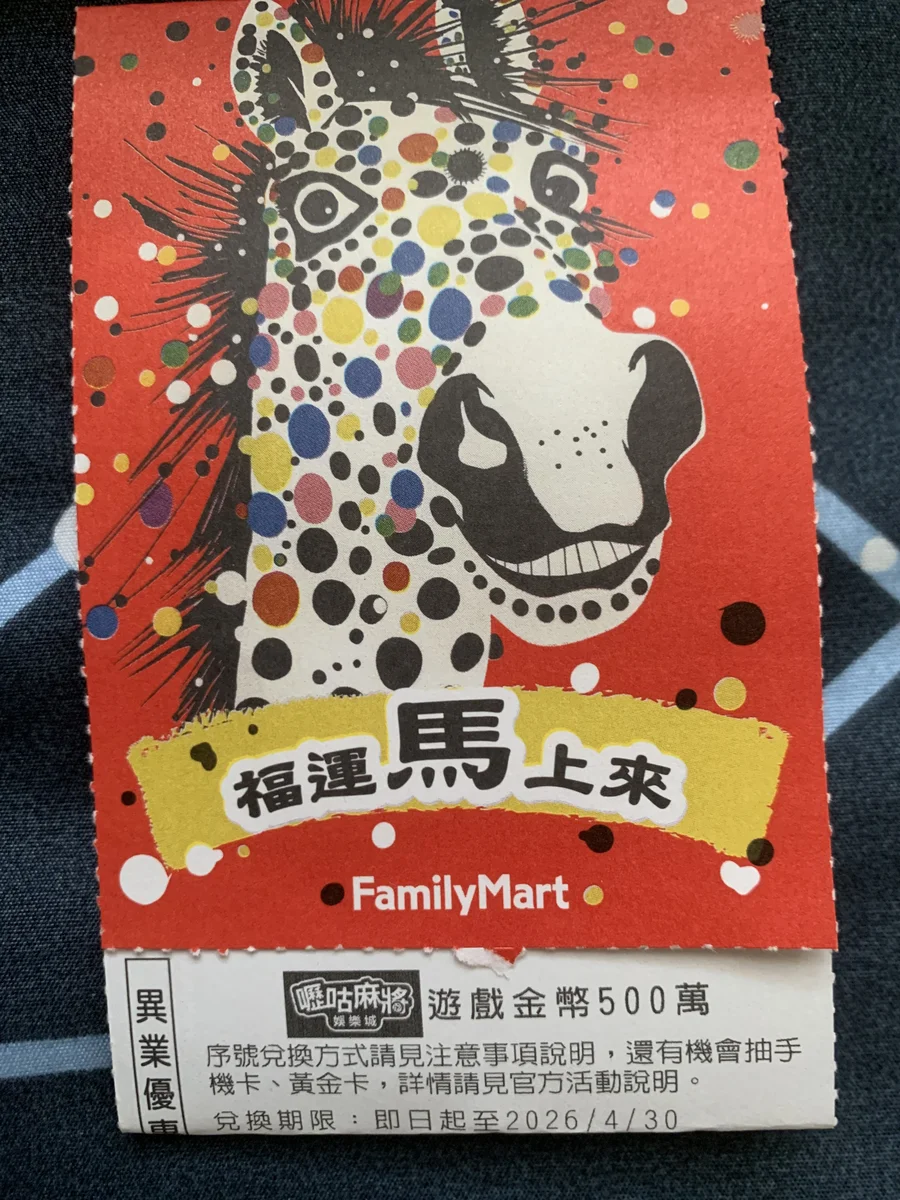 福運馬上來
FamilyMart
異業優惠
嚦咕麻將
娛樂城
遊戲金幣500萬
序號兌換方式請見注意事項說明，還有機會抽手
機卡、黃金卡，詳情請見官方活動說明。
兌換期限：即日起至2026/4/30